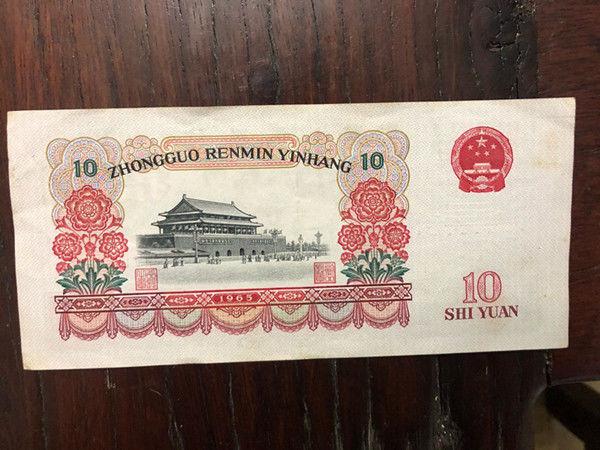 10 ZHONGGUO RENMIN YINHANG 10
1965
10
SHI YUAN